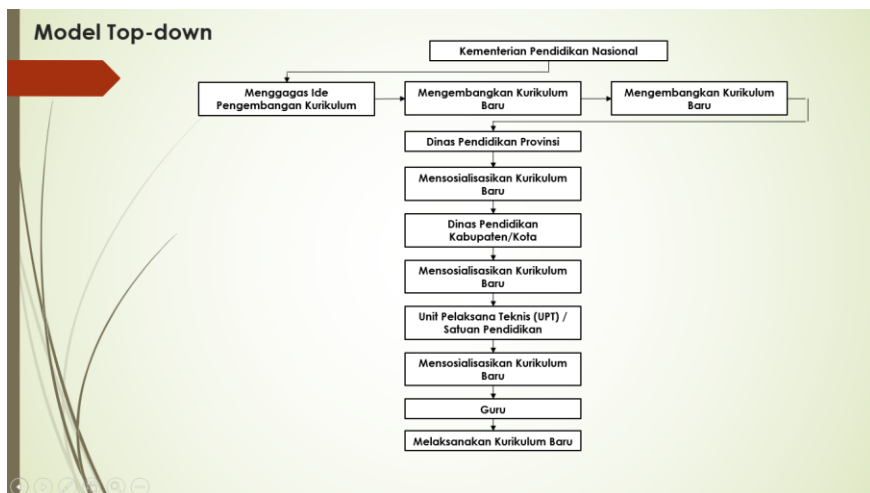 Model Top-down
Kementerian Pendidikan Nasional
Menggagas Ide
Pengembangan Kurikulum
Mengembangkan Kurikulum
Baru
Mengembangkan Kurikulum
Baru
Dinas Pendidikan Provinsi
Mensosialisasikan Kurikulum
Baru
Dinas Pendidikan
Kabupaten/Kota
Mensosialisasikan Kurikulum
Baru
Unit Pelaksana Teknis (UPT) /
Satuan Pendidikan
Mensosialisasikan Kurikulum
Baru
Guru
Melaksanakan Kurikulum Baru